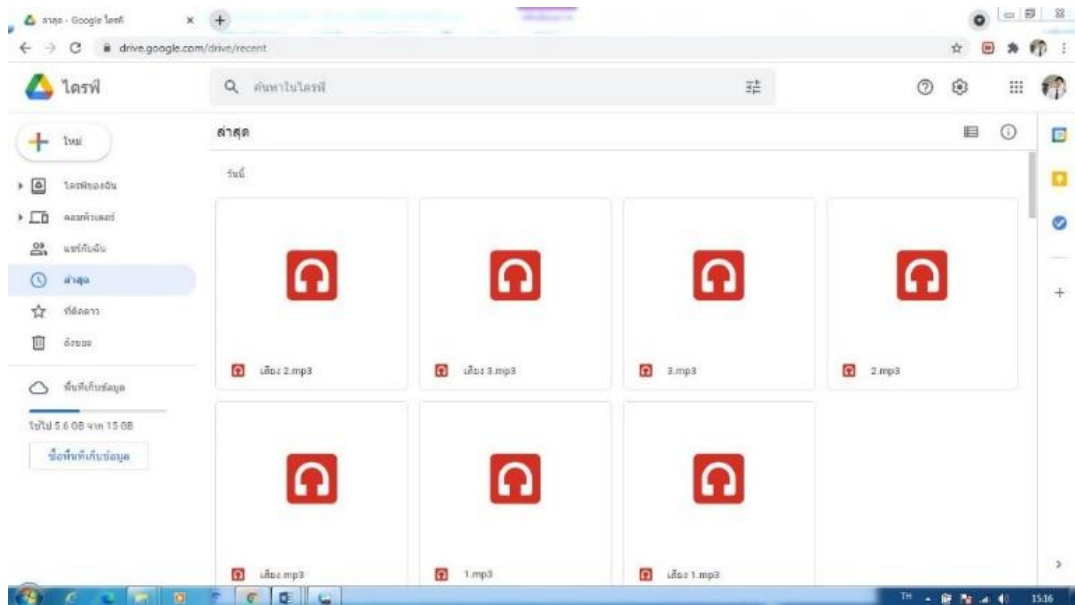 ล่าสุด - Google ไดรฟ์
drive.google.com/drive/recent
ไดรฟ์
ค้นหาในไดรฟ์
ใหม่
ไดรฟ์ของฉัน
คอมพิวเตอร์
แชร์กับฉัน
ล่าสุด
ที่ติดดาว
ถังขยะ
พื้นที่เก็บข้อมูล
ใช้ไป 5.6 GB จาก 15 GB
ซื้อพื้นที่เก็บข้อมูล
ล่าสุด
วันนี้
เสียง 2.mp3
เสียง 3.mp3
3.mp3
2.mp3
เสียง.mp3
1.mp3
เสียง 1.mp3
TH
15:16